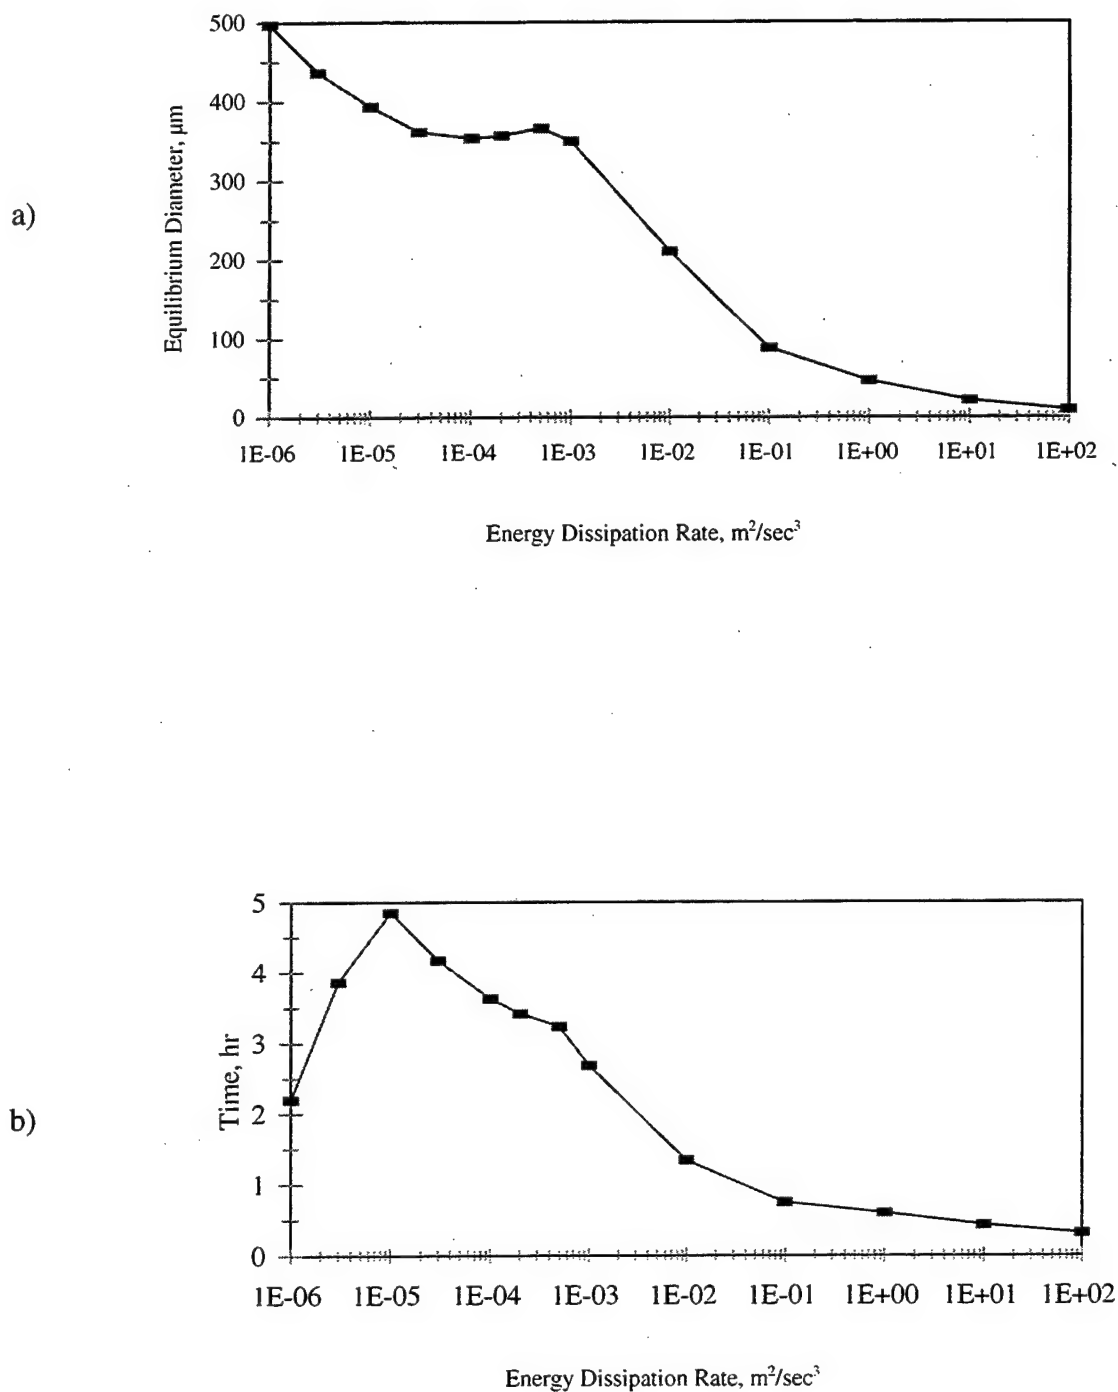 a)
Equilibrium Diameter, μm
500
400
300
200
100
0
1E-06 1E-05 1E-04 1E-03 1E-02 1E-01 1E+00 1E+01 1E+02
Energy Dissipation Rate, m²/sec³
b)
Time, hr
5
4
3
2
1
0
1E-06 1E-05 1E-04 1E-03 1E-02 1E-01 1E+00 1E+01 1E+02
Energy Dissipation Rate, m²/sec³